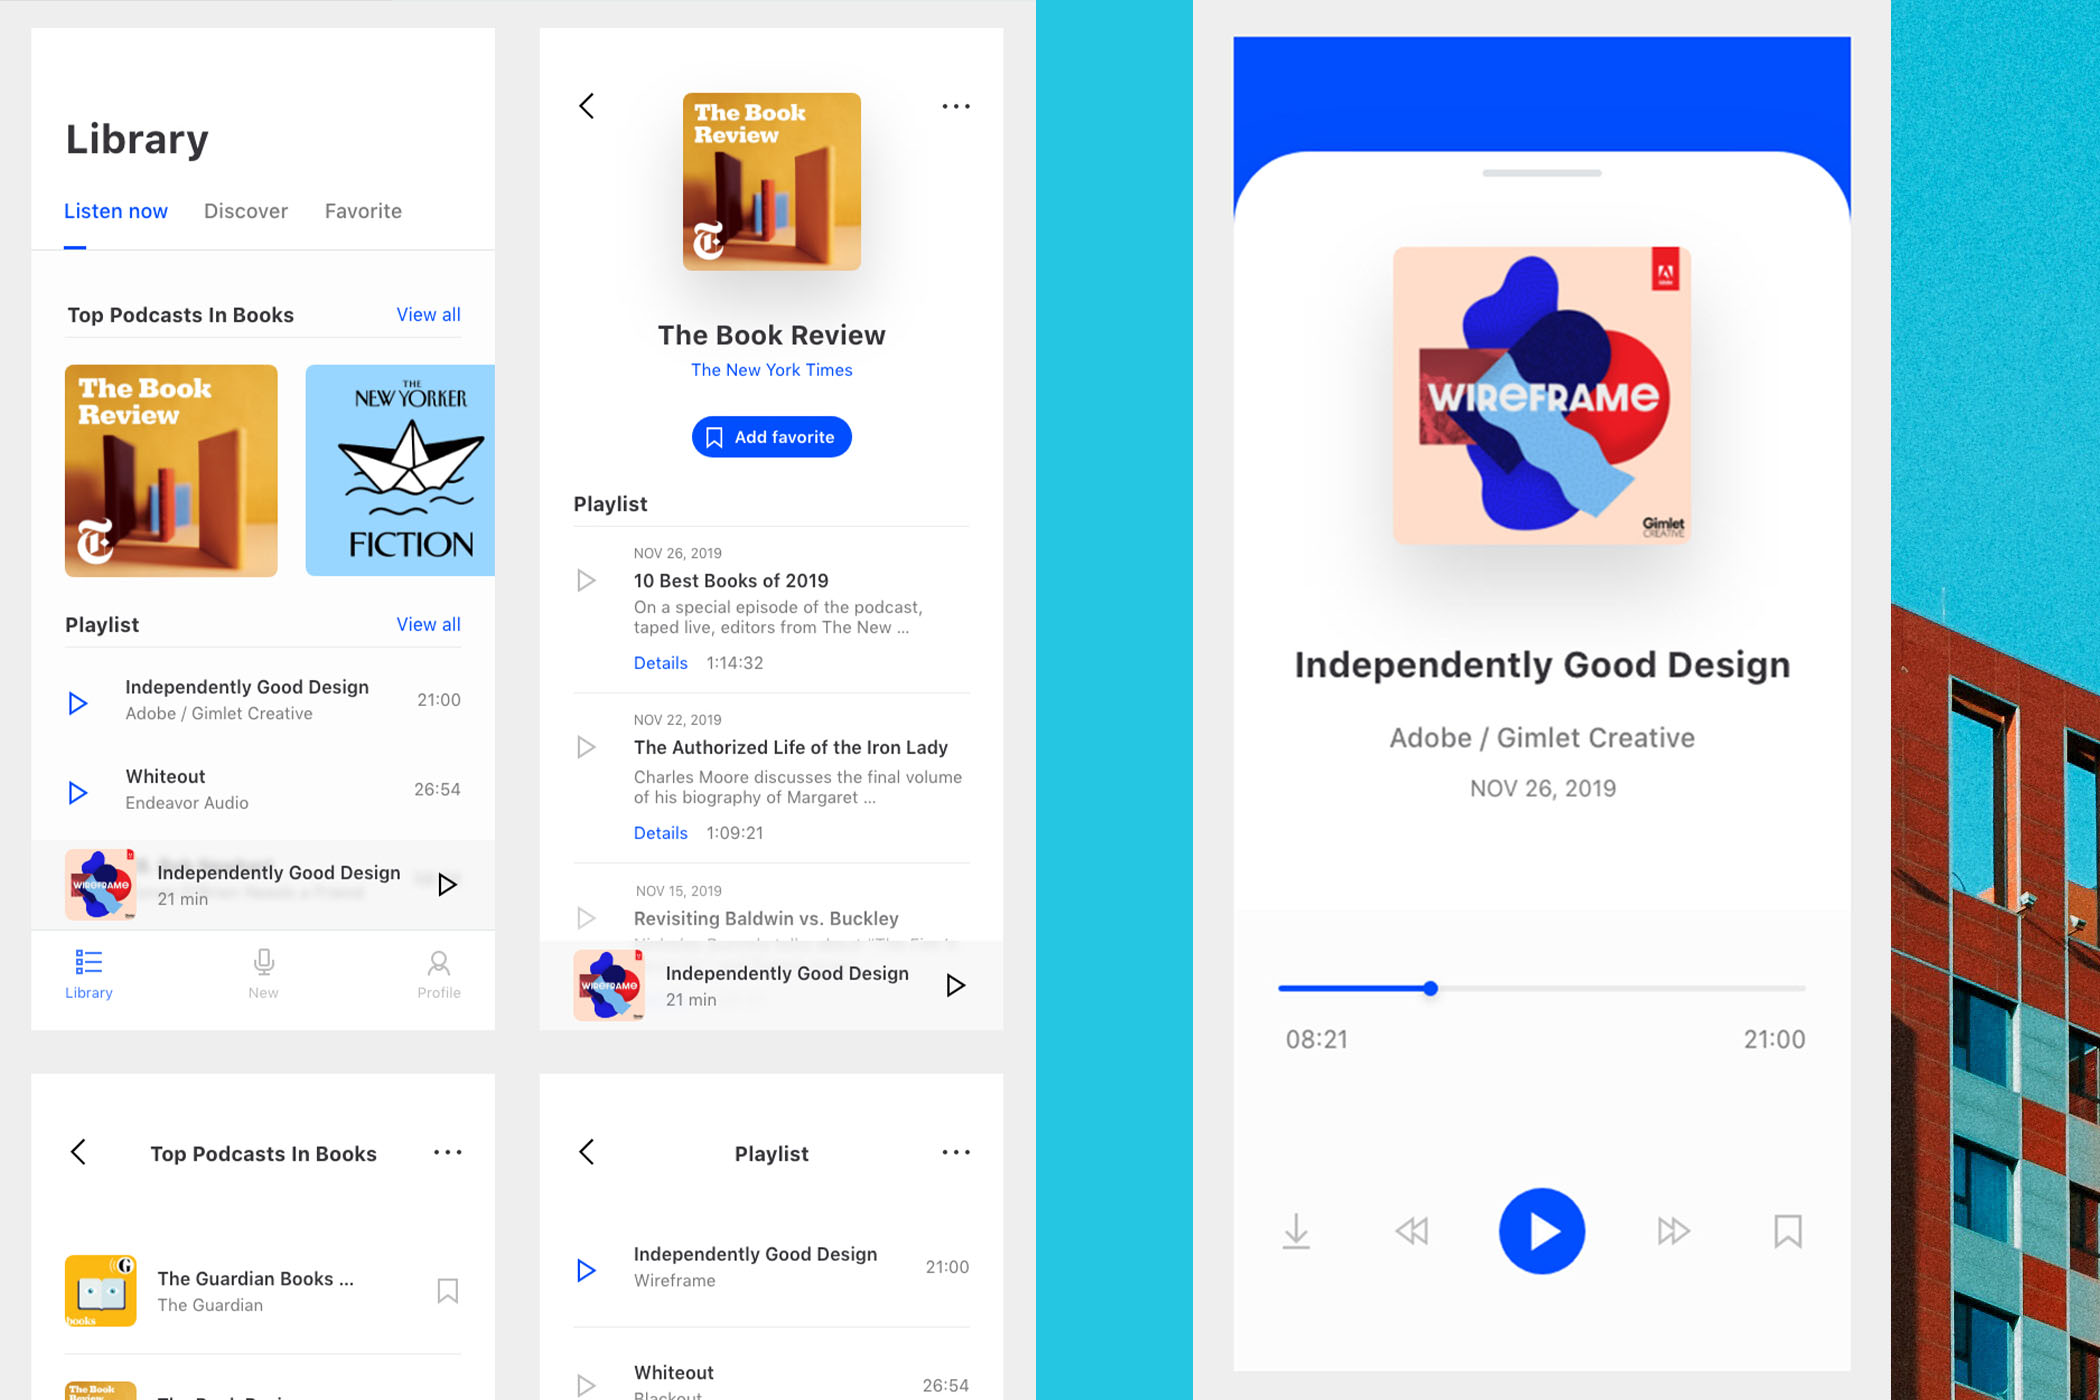 Library
Listen now
Discover
Favorite
Top Podcasts In Books
View all
The Book
Review
THE
NEW YORKER
FICTION
Playlist
View all
Independently Good Design
Adobe / Gimlet Creative
21:00
Whiteout
Endeavor Audio
26:54
WIREFRAME
Independently Good Design
21 min
Library
New
Profile
The Book
Review
The Book Review
The New York Times
Add favorite
Playlist
NOV 26, 2019
10 Best Books of 2019
On a special episode of the podcast,
taped live, editors from The New ...
Details 1:14:32
NOV 22, 2019
The Authorized Life of the Iron Lady
Charles Moore discusses the final volume
of his biography of Margaret ...
Details 1:09:21
NOV 15, 2019
Revisiting Baldwin vs. Buckley
WIREFRAME
Independently Good Design
21 min
Top Podcasts In Books
The Guardian Books ...
The Guardian
books
The Book
Playlist
Independently Good Design
Wireframe
21:00
Whiteout
Blackout
26:54
Adobe
WIREFRAME
Gimlet
CREATIVE
Independently Good Design
Adobe / Gimlet Creative
NOV 26, 2019
08:21
21:00